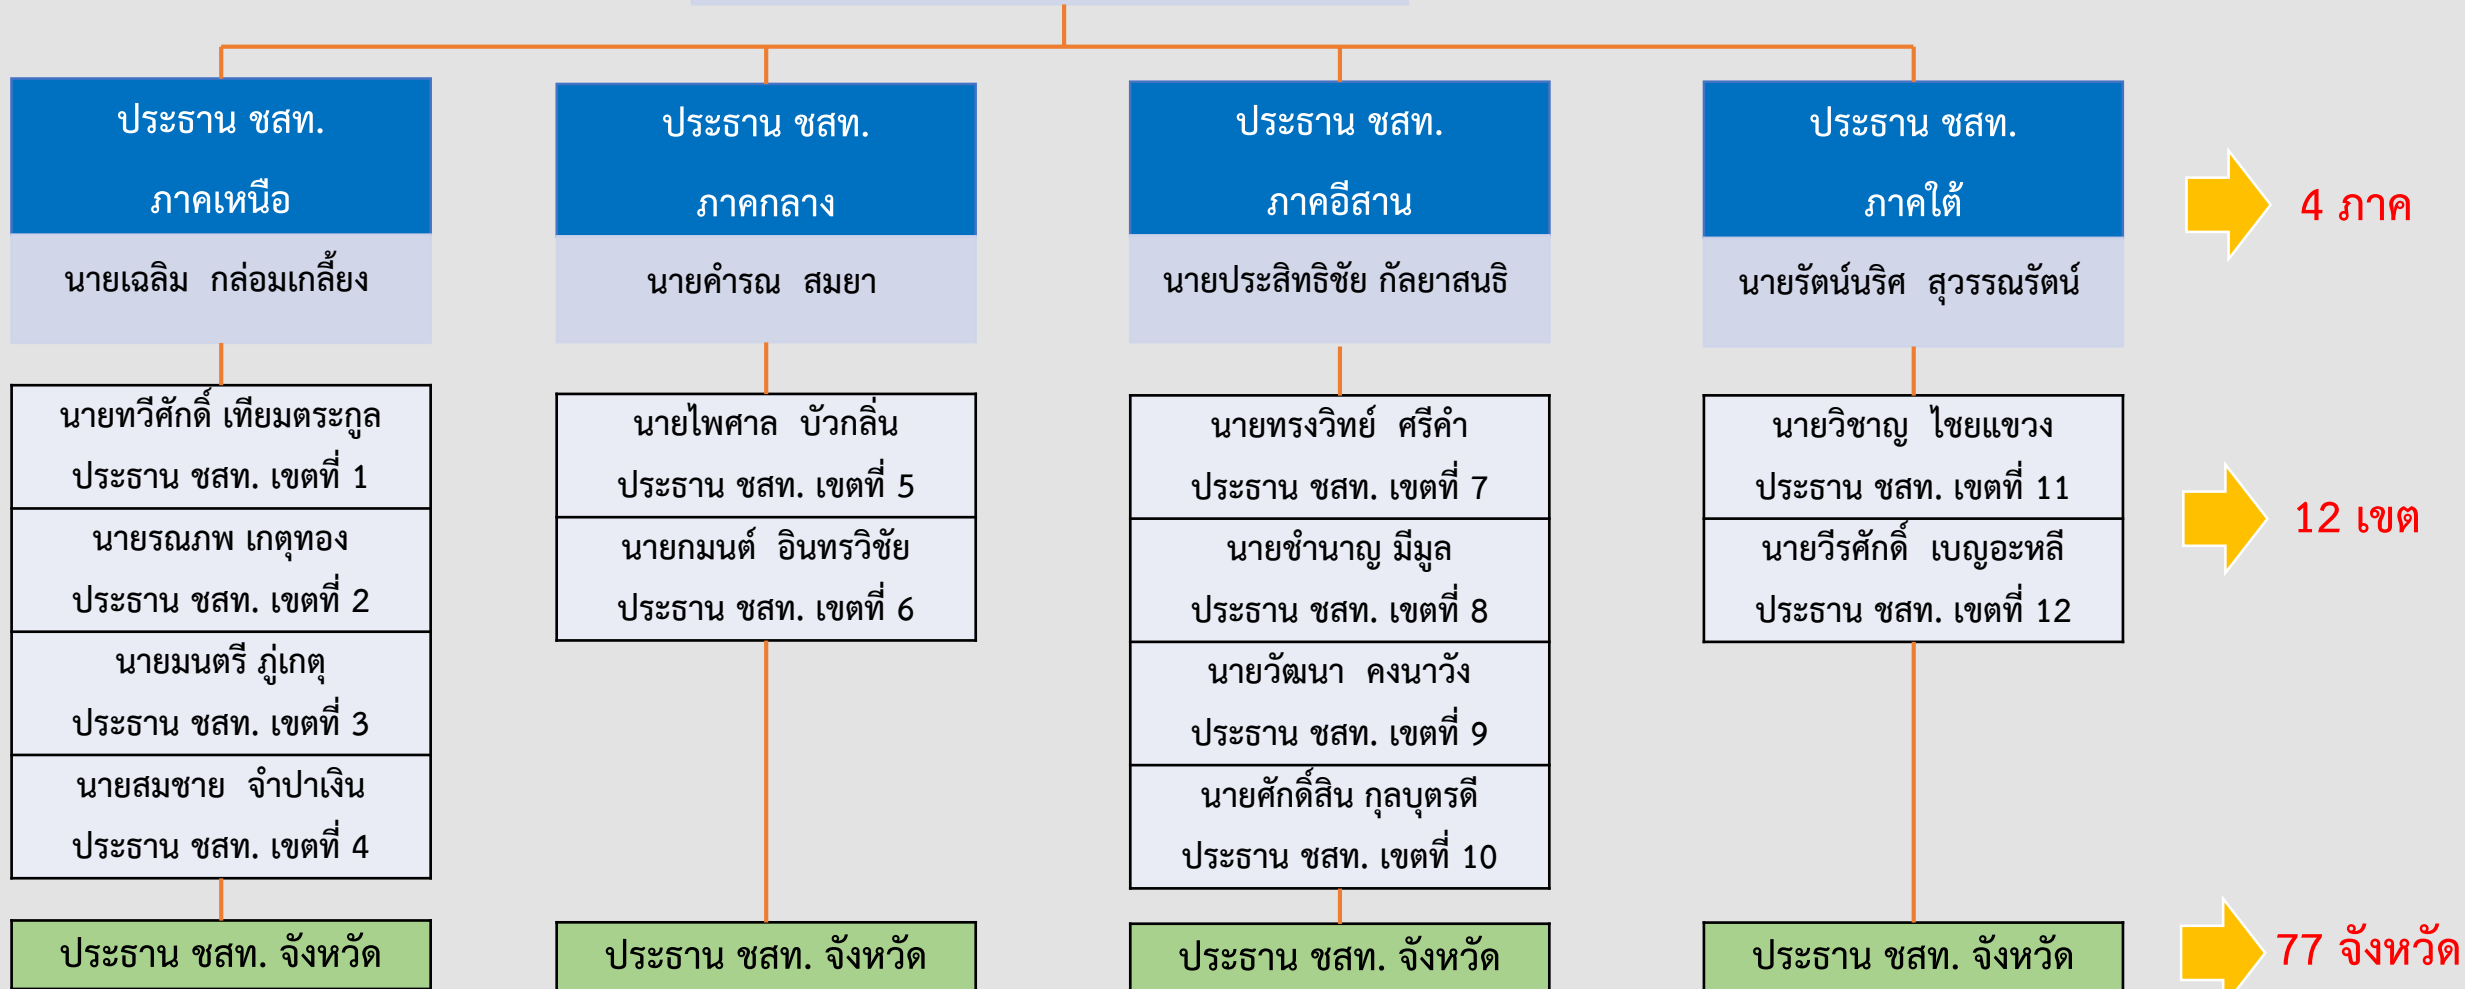 ประธาน ชสท.
ภาคเหนือ
นายเฉลิม กล่อมเกลี้ยง
นายทวีศักดิ์ เทียมตระกูล
ประธาน ชสท. เขตที่ 1
นายรณภพ เกตุทอง
ประธาน ชสท. เขตที่ 2
นายมนตรี ภู่เกตุ
ประธาน ชสท. เขตที่ 3
นายสมชาย จำปาเงิน
ประธาน ชสท. เขตที่ 4
ประธาน ชสท. จังหวัด
ประธาน ชสท.
ภาคกลาง
นายคำรณ สมยา
นายไพศาล บัวกลิ่น
ประธาน ชสท. เขตที่ 5
นายกมนต์ อินทรวิชัย
ประธาน ชสท. เขตที่ 6
ประธาน ชสท. จังหวัด
ประธาน ชสท.
ภาคอีสาน
นายประสิทธิชัย กัลยาสนธิ
นายทรงวิทย์ ศรีคำ
ประธาน ชสท. เขตที่ 7
นายชำนาญ มีมูล
ประธาน ชสท. เขตที่ 8
นายวัฒนา คงนาวัง
ประธาน ชสท. เขตที่ 9
นายศักดิ์สิน กุลบุตรดี
ประธาน ชสท. เขตที่ 10
ประธาน ชสท. จังหวัด
ประธาน ชสท.
ภาคใต้
นายรัตน์นริศ สุวรรณรัตน์
นายวิชาญ ไชยแขวง
ประธาน ชสท. เขตที่ 11
นายวีรศักดิ์ เบญอะหลี
ประธาน ชสท. เขตที่ 12
ประธาน ชสท. จังหวัด
4 ภาค
12 เขต
77 จังหวัด